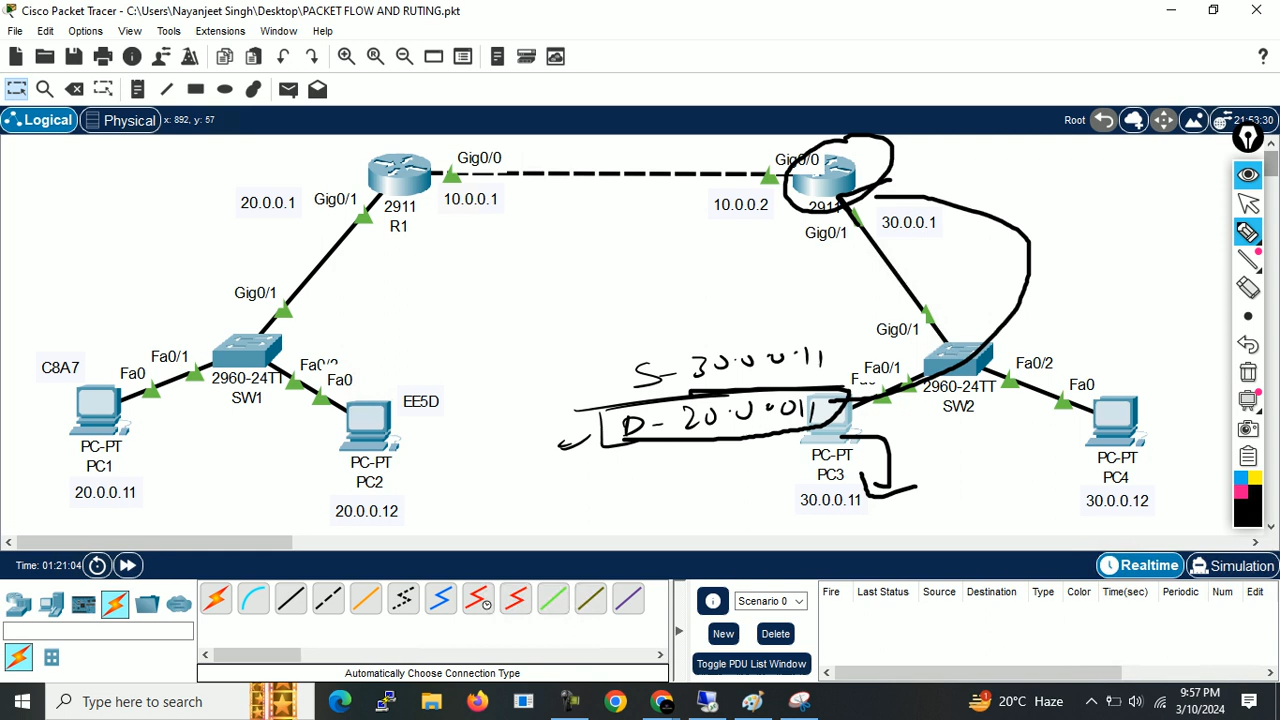 Cisco Packet Tracer - C:\Users\Nayanjeet Singh\Desktop\PACKET FLOW AND RUTING.pkt
File Edit Options View Tools Extensions Window Help
Logical Physical x: 892, y: 57 Root 21:53:30
Gig0/0 Gig0/0
20.0.0.1 Gig0/1 2911 10.0.0.1 10.0.0.2 2911 30.0.0.1
R1 Gig0/1
Gig0/1 Gig0/1
C8A7 Fa0/1 Fa0/2 S- 30.0.0.11 Fa0/1 Fa0/2
Fa0 2960-24TT Fa0 2960-24TT Fa0
SW1 EE5D D- 20.0.0.011 SW2
PC-PT PC-PT PC-PT PC-PT
PC1 PC2 PC3 PC4
20.0.0.11 20.0.0.12 30.0.0.11 30.0.0.12
Time: 01:21:04 Realtime Simulation
Scenario 0 Fire Last Status Source Destination Type Color Time(sec) Periodic Num Edit
New Delete
Toggle PDU List Window
Automatically Choose Connection Type
Type here to search 20°C Haze 9:57 PM
3/10/2024